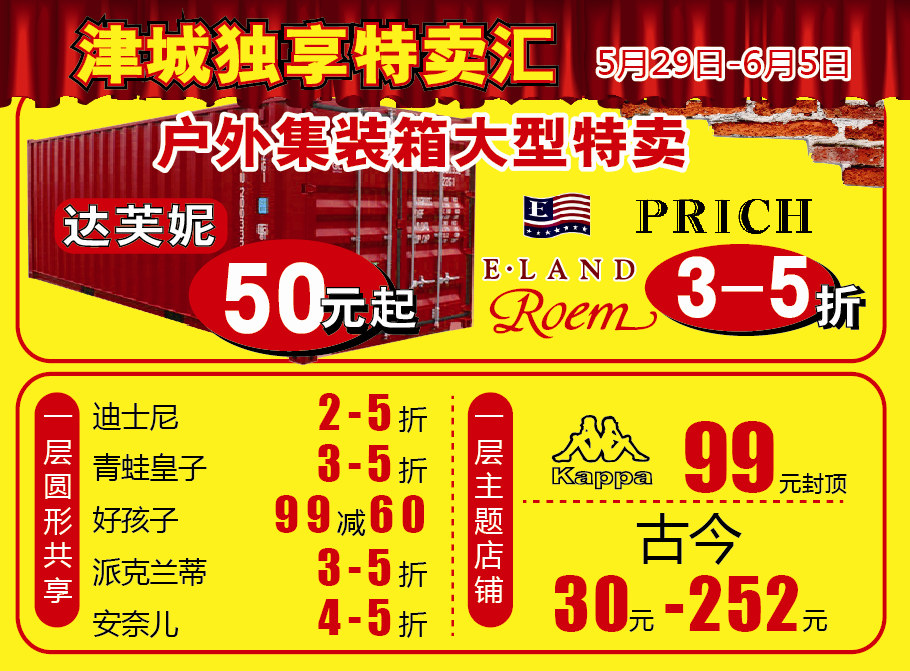 津城独享特卖汇
5月29日-6月5日
户外集装箱大型特卖
达芙妮
50元起
E
PRICH
E·LAND
Roem
3-5折
一层圆形共享
迪士尼 2-5折
青蛙皇子 3-5折
好孩子 99减60
派克兰蒂 3-5折
安奈儿 4-5折
一层主题店铺
Kappa
99元封顶
古今
30元-252元